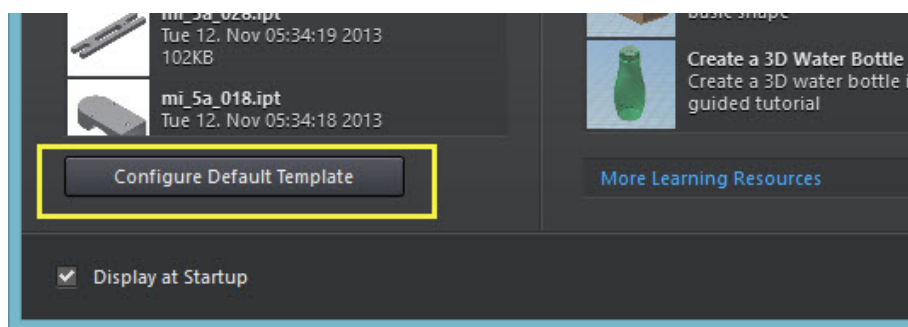 mi_5a_028.ipt
Tue 12. Nov 05:34:19 2013
102KB
mi_5a_018.ipt
Tue 12. Nov 05:34:18 2013
Configure Default Template
Display at Startup
basic shape
Create a 3D Water Bottle
Create a 3D water bottle i
guided tutorial
More Learning Resources